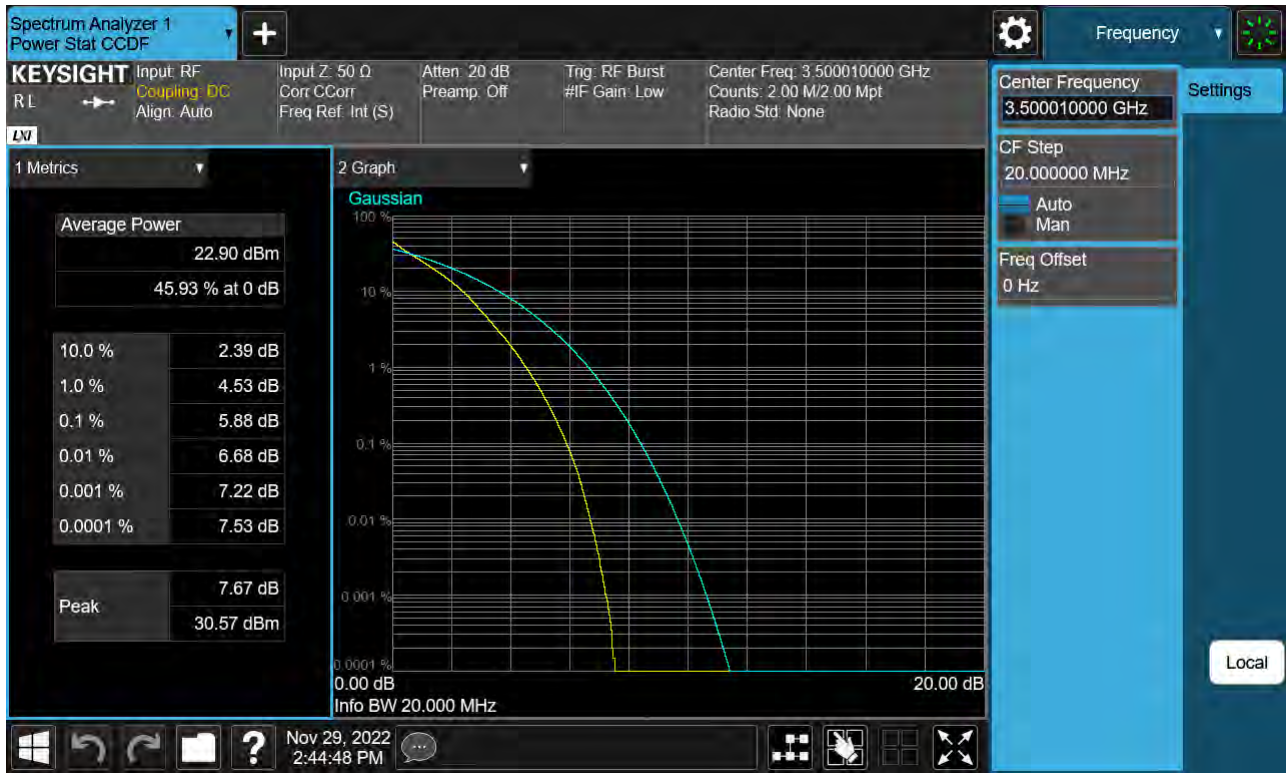 Spectrum Analyzer 1
Power Stat CCDF
Frequency
KEYSIGHT
RL
LXI
Input: RF
Coupling: DC
Align: Auto
Input Z: 50 Ω
Corr CCorr
Freq Ref: Int (S)
Atten: 20 dB
Preamp: Off
Trig: RF Burst
#IF Gain: Low
Center Freq: 3.500010000 GHz
Counts: 2.00 M/2.00 Mpt
Radio Std: None
Center Frequency
3.500010000 GHz
Settings
CF Step
20.000000 MHz
Auto
Man
Freq Offset
0 Hz
Local
1 Metrics
Average Power
22.90 dBm
45.93 % at 0 dB
10.0 % 2.39 dB
1.0 % 4.53 dB
0.1 % 5.88 dB
0.01 % 6.68 dB
0.001 % 7.22 dB
0.0001 % 7.53 dB
Peak
7.67 dB
30.57 dBm
2 Graph
Gaussian
100 %
10 %
1 %
0.1 %
0.01 %
0.001 %
0.0001 %
0.00 dB 20.00 dB
Info BW 20.000 MHz
?
Nov 29, 2022
2:44:48 PM